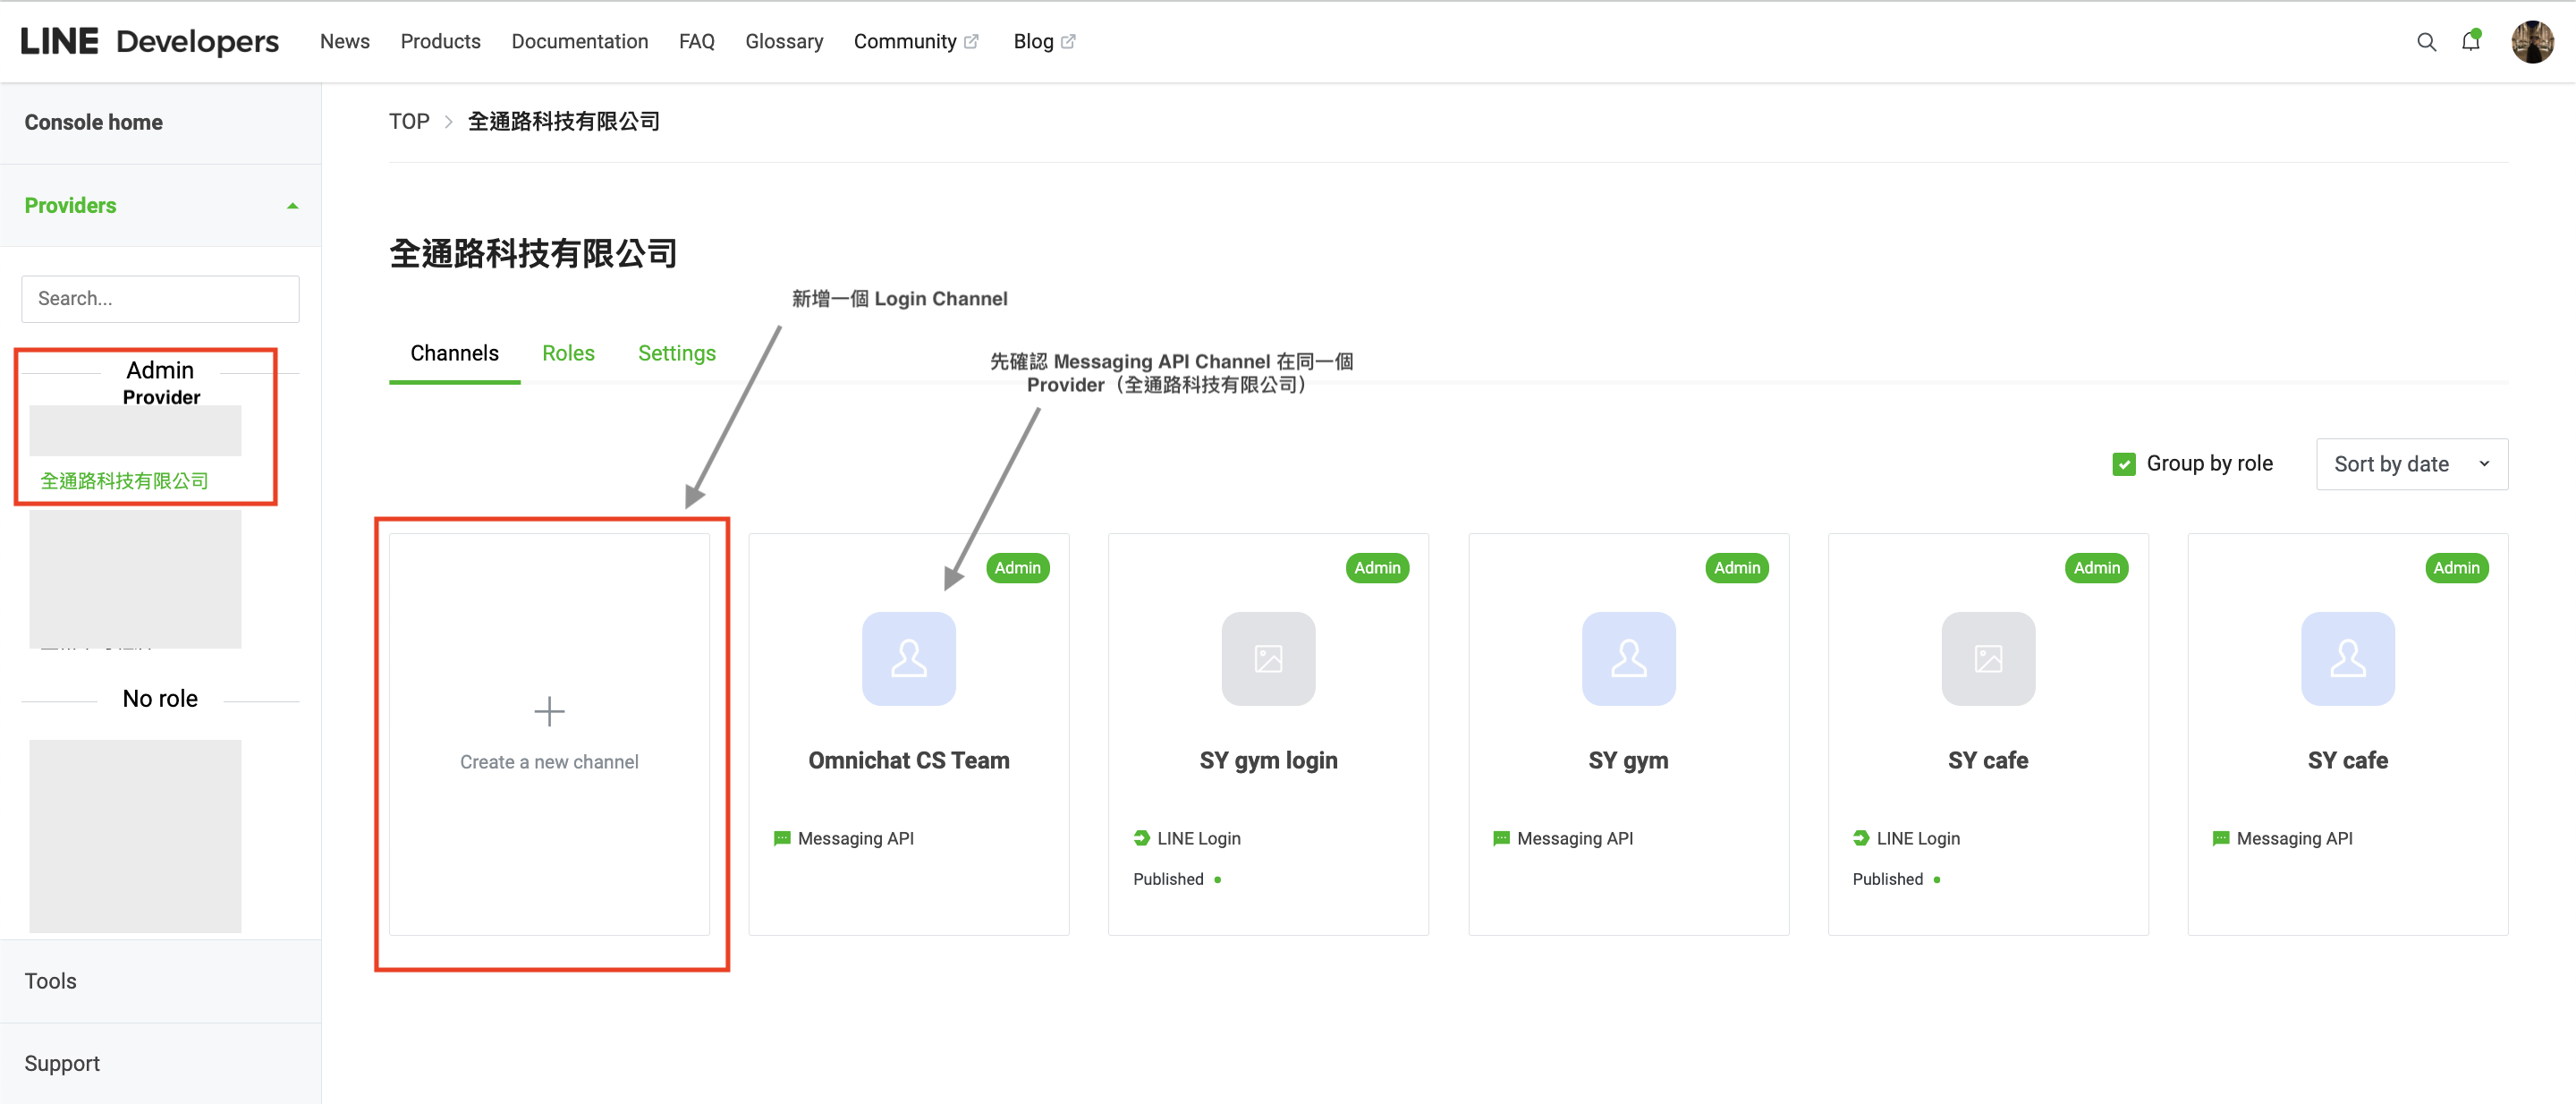 LINE Developers
News
Products
Documentation
FAQ
Glossary
Community
Blog
Console home
Providers
Search...
Admin
Provider
全通路科技有限公司
No role
Tools
Support
TOP
全通路科技有限公司
全通路科技有限公司
新增一個 Login Channel
Channels
Roles
Settings
先確認 Messaging API Channel 在同一個
Provider（全通路科技有限公司）
Group by role
Sort by date
Create a new channel
Admin
Omnichat CS Team
Messaging API
Admin
SY gym login
LINE Login
Published
Admin
SY gym
Messaging API
Admin
SY cafe
LINE Login
Published
Admin
SY cafe
Messaging API